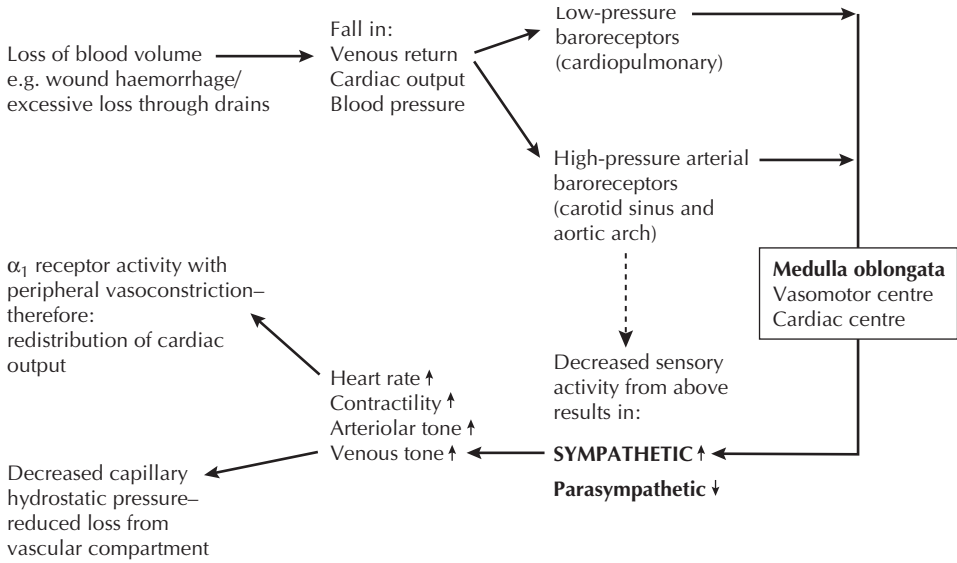 Loss of blood volume
e.g. wound haemorrhage/
excessive loss through drains
Fall in:
Venous return
Cardiac output
Blood pressure
Low-pressure
baroreceptors
(cardiopulmonary)
High-pressure arterial
baroreceptors
(carotid sinus and
aortic arch)
Medulla oblongata
Vasomotor centre
Cardiac centre
Decreased sensory
activity from above
results in:
SYMPATHETIC ↑
Parasympathetic ↓
Heart rate ↑
Contractility ↑
Arteriolar tone ↑
Venous tone ↑
α₁ receptor activity with
peripheral vasoconstriction–
therefore:
redistribution of cardiac
output
Decreased capillary
hydrostatic pressure–
reduced loss from
vascular compartment